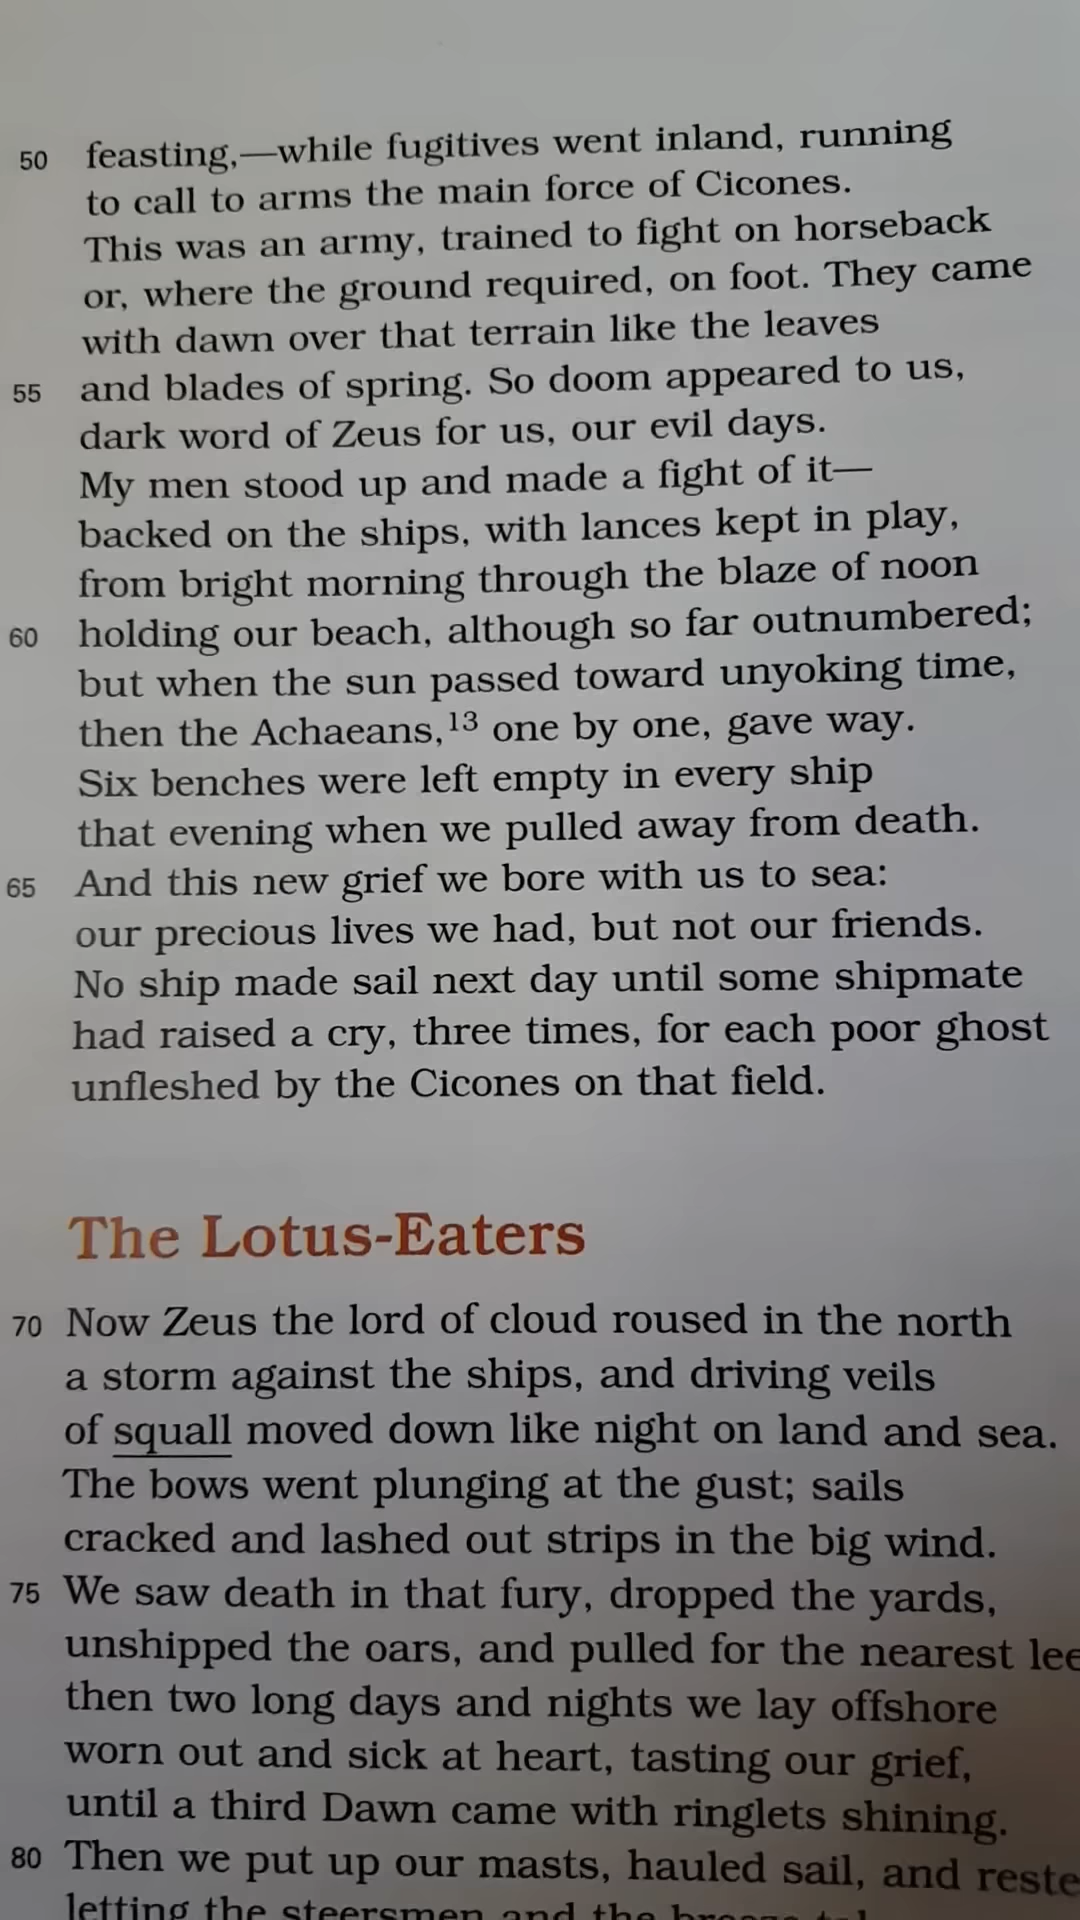 50 feasting,—while fugitives went inland, running
to call to arms the main force of Cicones.
This was an army, trained to fight on horseback
or, where the ground required, on foot. They came
with dawn over that terrain like the leaves
55 and blades of spring. So doom appeared to us,
dark word of Zeus for us, our evil days.
My men stood up and made a fight of it—
backed on the ships, with lances kept in play,
from bright morning through the blaze of noon
60 holding our beach, although so far outnumbered;
but when the sun passed toward unyoking time,
then the Achaeans,13 one by one, gave way.
Six benches were left empty in every ship
that evening when we pulled away from death.
65 And this new grief we bore with us to sea:
our precious lives we had, but not our friends.
No ship made sail next day until some shipmate
had raised a cry, three times, for each poor ghost
unfleshed by the Cicones on that field.
The Lotus-Eaters
70 Now Zeus the lord of cloud roused in the north
a storm against the ships, and driving veils
of squall moved down like night on land and sea.
The bows went plunging at the gust; sails
cracked and lashed out strips in the big wind.
75 We saw death in that fury, dropped the yards,
unshipped the oars, and pulled for the nearest lee
then two long days and nights we lay offshore
worn out and sick at heart, tasting our grief,
until a third Dawn came with ringlets shining.
80 Then we put up our masts, hauled sail, and reste
letting the steersmen and the